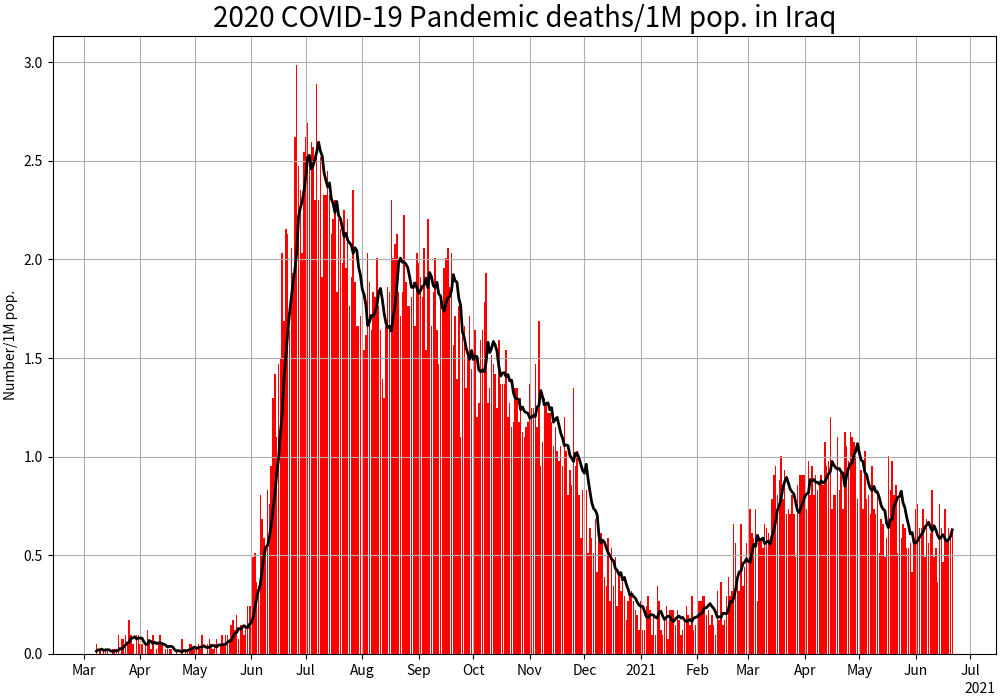 2020 COVID-19 Pandemic deaths/1M pop. in Iraq
Number/1M pop.
3.0
2.5
2.0
1.5
1.0
0.5
0.0
Mar Apr May Jun Jul Aug Sep Oct Nov Dec 2021 Feb Mar Apr May Jun Jul
2021